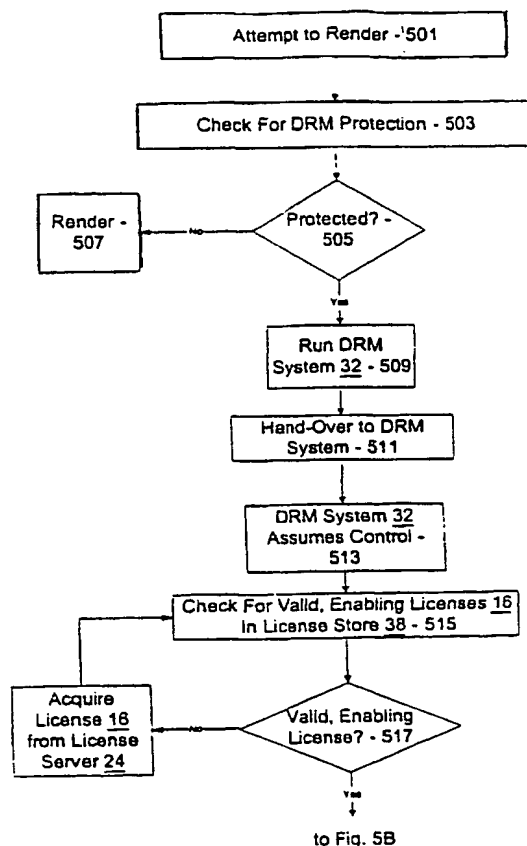 Attempt to Render - 501
Check For DRM Protection - 503
Protected? -
505
No
Render -
507
Yes
Run DRM
System 32 - 509
Hand-Over to DRM
System - 511
DRM System 32
Assumes Control -
513
Check For Valid, Enabling Licenses 16
In License Store 38 - 515
Valid, Enabling
License? - 517
No
Acquire
License 16
from License
Server 24
Yes
to Fig. 5B